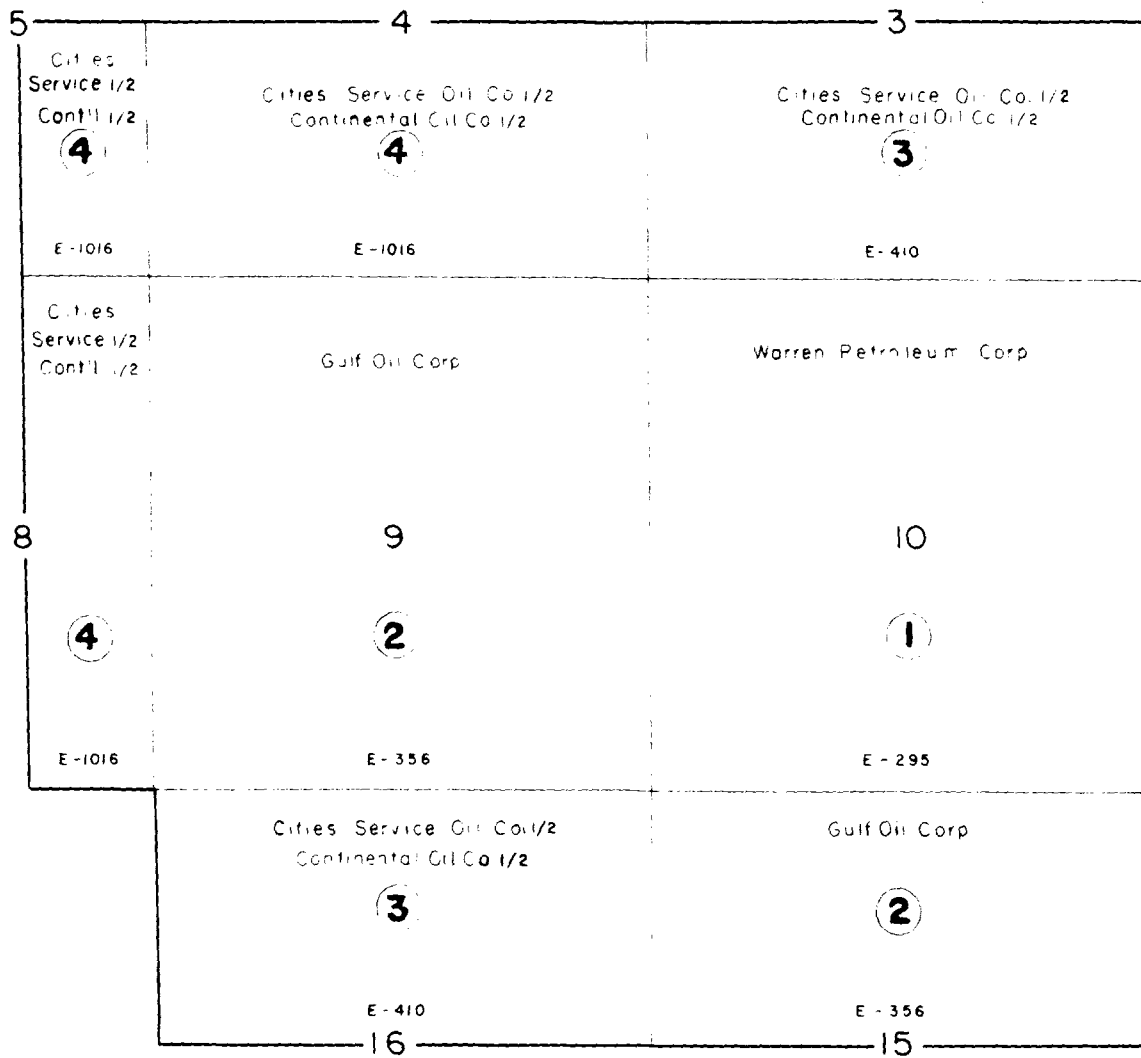 5
4
3
Cities
Service 1/2
Cont'l 1/2
4
E-1016
Cities Service Oil Co 1/2
Continental Oil Co 1/2
4
E-1016
Cities Service Oil Co. 1/2
Continental Oil Co 1/2
3
E-410
Cities
Service 1/2
Cont'l 1/2
8
4
E-1016
Gulf Oil Corp
9
2
E-356
Warren Petroleum Corp
10
1
E-295
Cities Service Oil Co 1/2
Continental Oil Co 1/2
3
E-410
16
Gulf Oil Corp
2
E-356
15